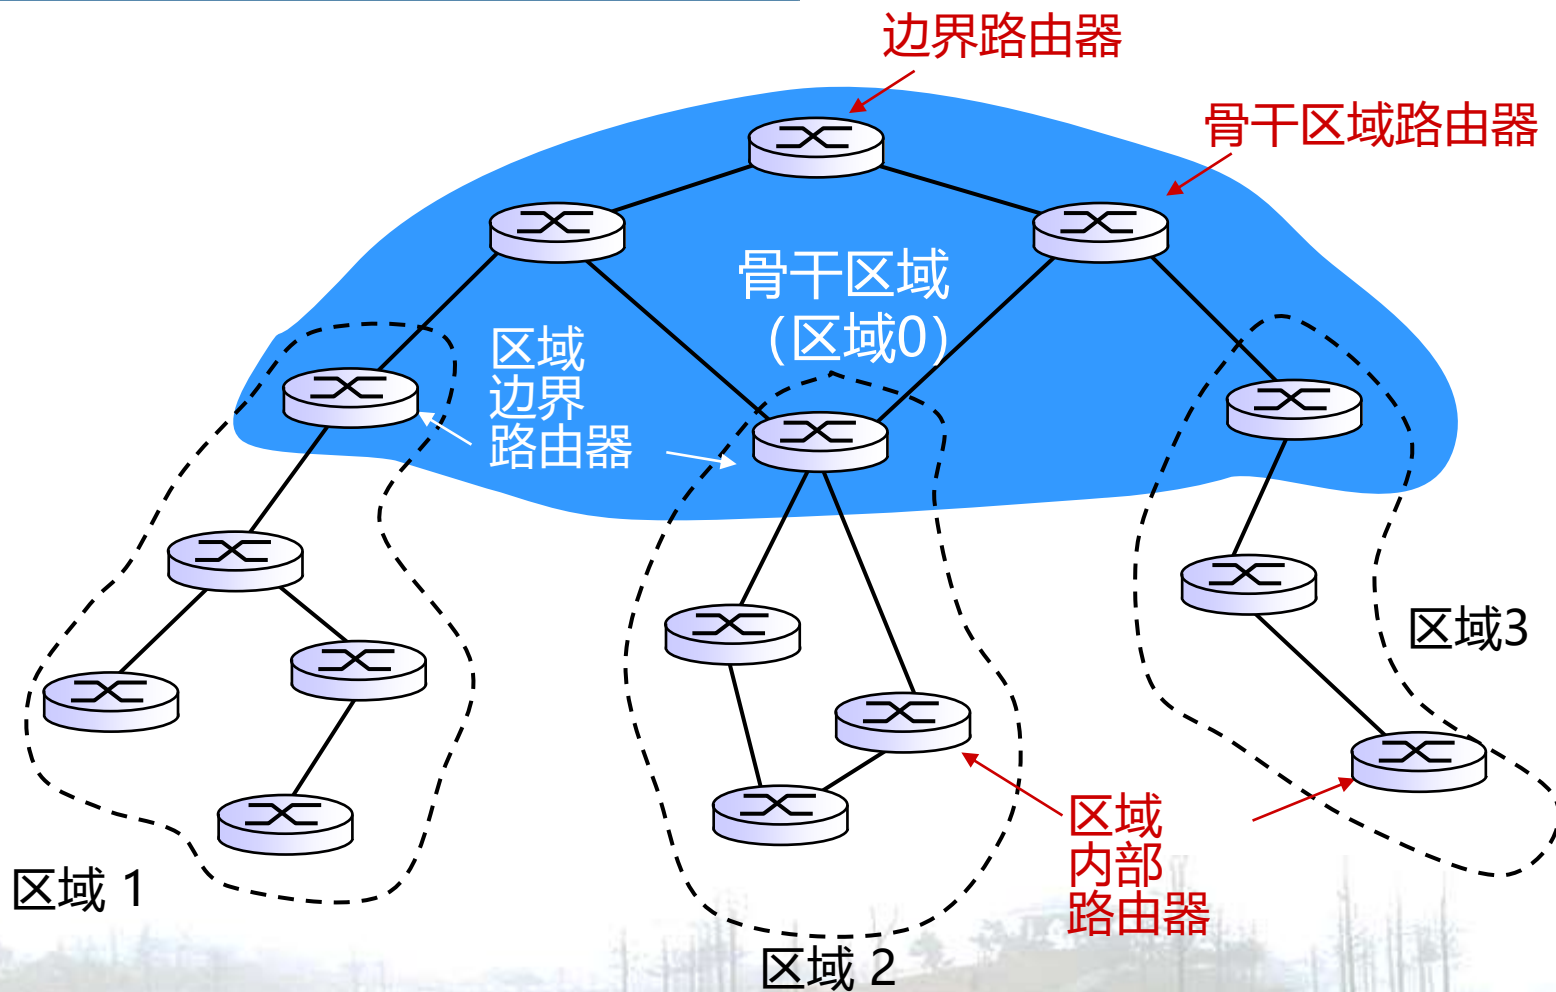 边界路由器
骨干区域路由器
骨干区域
（区域0）
区域
边界
路由器
区域3
区域
内部
路由器
区域 1
区域 2